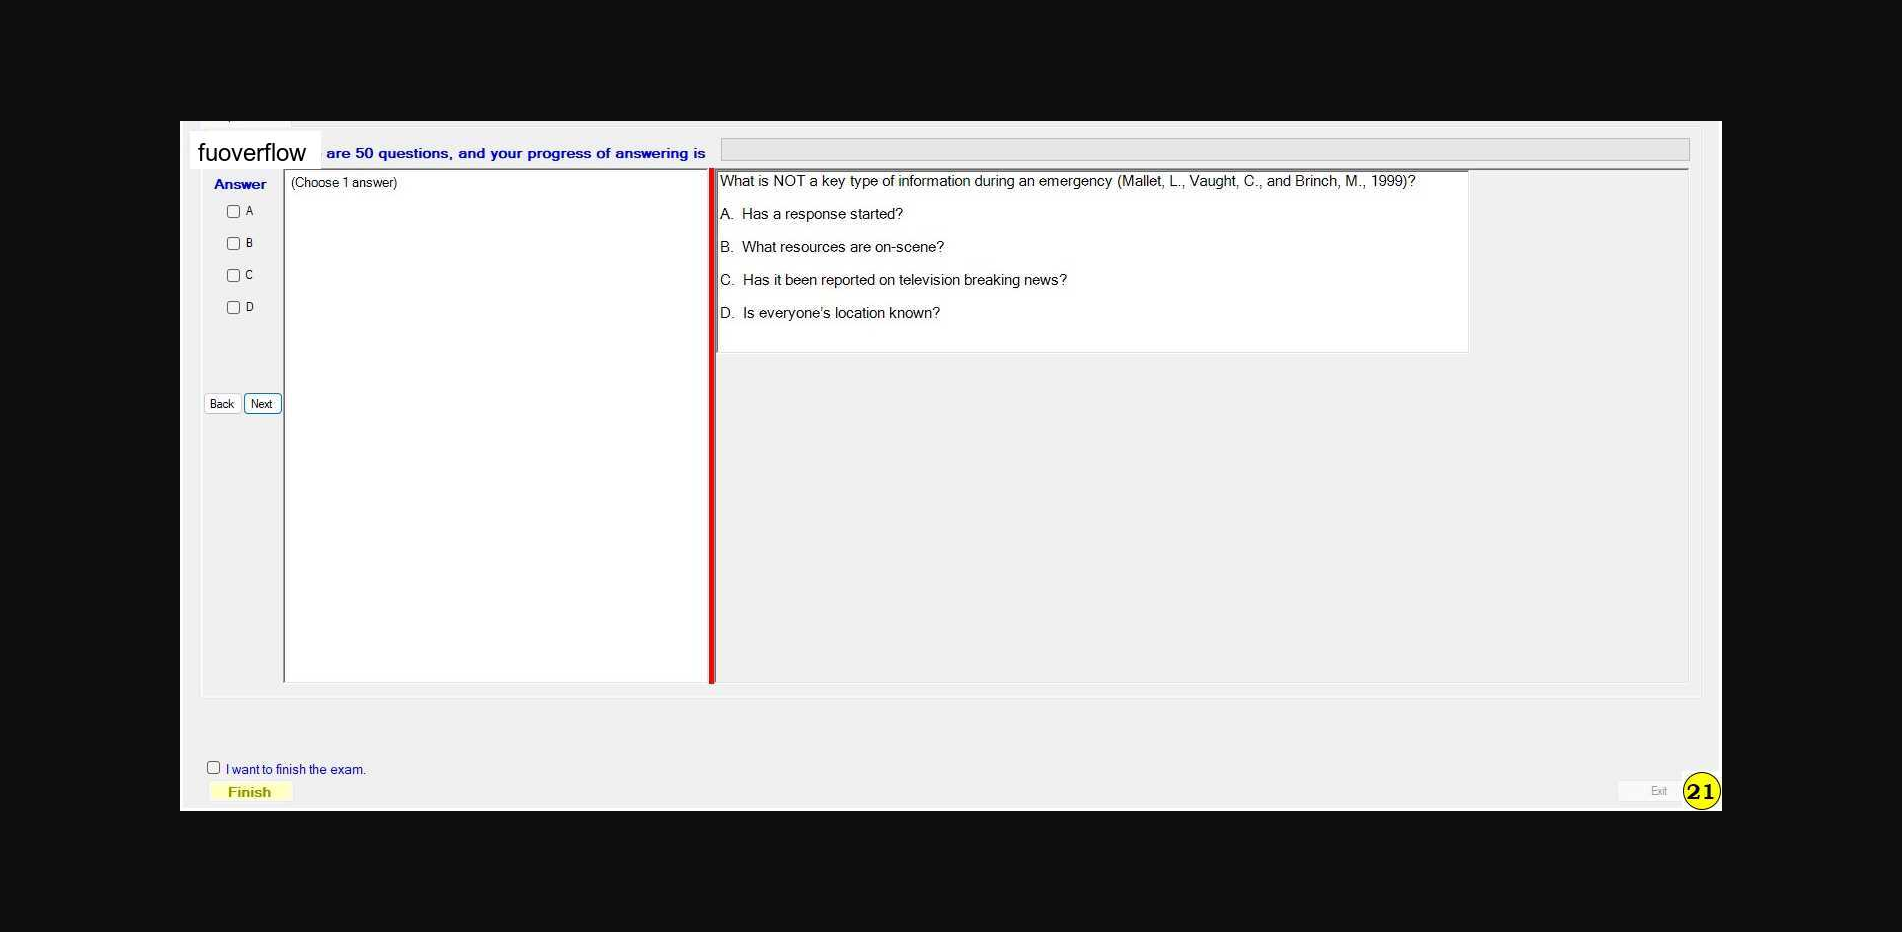 fuoverflow are 50 questions, and your progress of answering is
Answer
(Choose 1 answer)
A
B
C
D
Back Next
What is NOT a key type of information during an emergency (Mallet, L., Vaught, C., and Brinch, M., 1999)?
A. Has a response started?
B. What resources are on-scene?
C. Has it been reported on television breaking news?
D. Is everyone's location known?
I want to finish the exam.
Finish
Exit
21